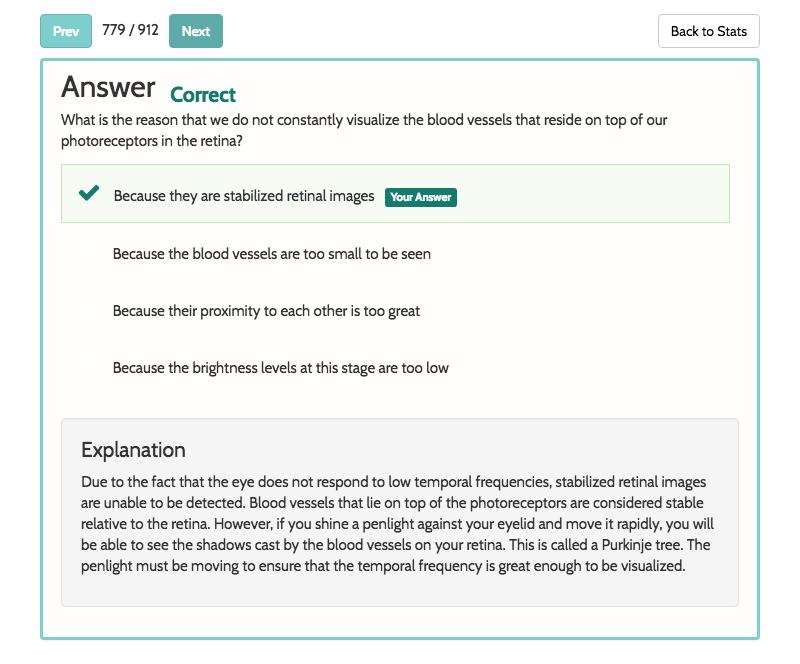 Prev 779 / 912 Next Back to Stats
Answer Correct
What is the reason that we do not constantly visualize the blood vessels that reside on top of our
photoreceptors in the retina?
Because they are stabilized retinal images Your Answer
Because the blood vessels are too small to be seen
Because their proximity to each other is too great
Because the brightness levels at this stage are too low
Explanation
Due to the fact that the eye does not respond to low temporal frequencies, stabilized retinal images
are unable to be detected. Blood vessels that lie on top of the photoreceptors are considered stable
relative to the retina. However, if you shine a penlight against your eyelid and move it rapidly, you will
be able to see the shadows cast by the blood vessels on your retina. This is called a Purkinje tree. The
penlight must be moving to ensure that the temporal frequency is great enough to be visualized.